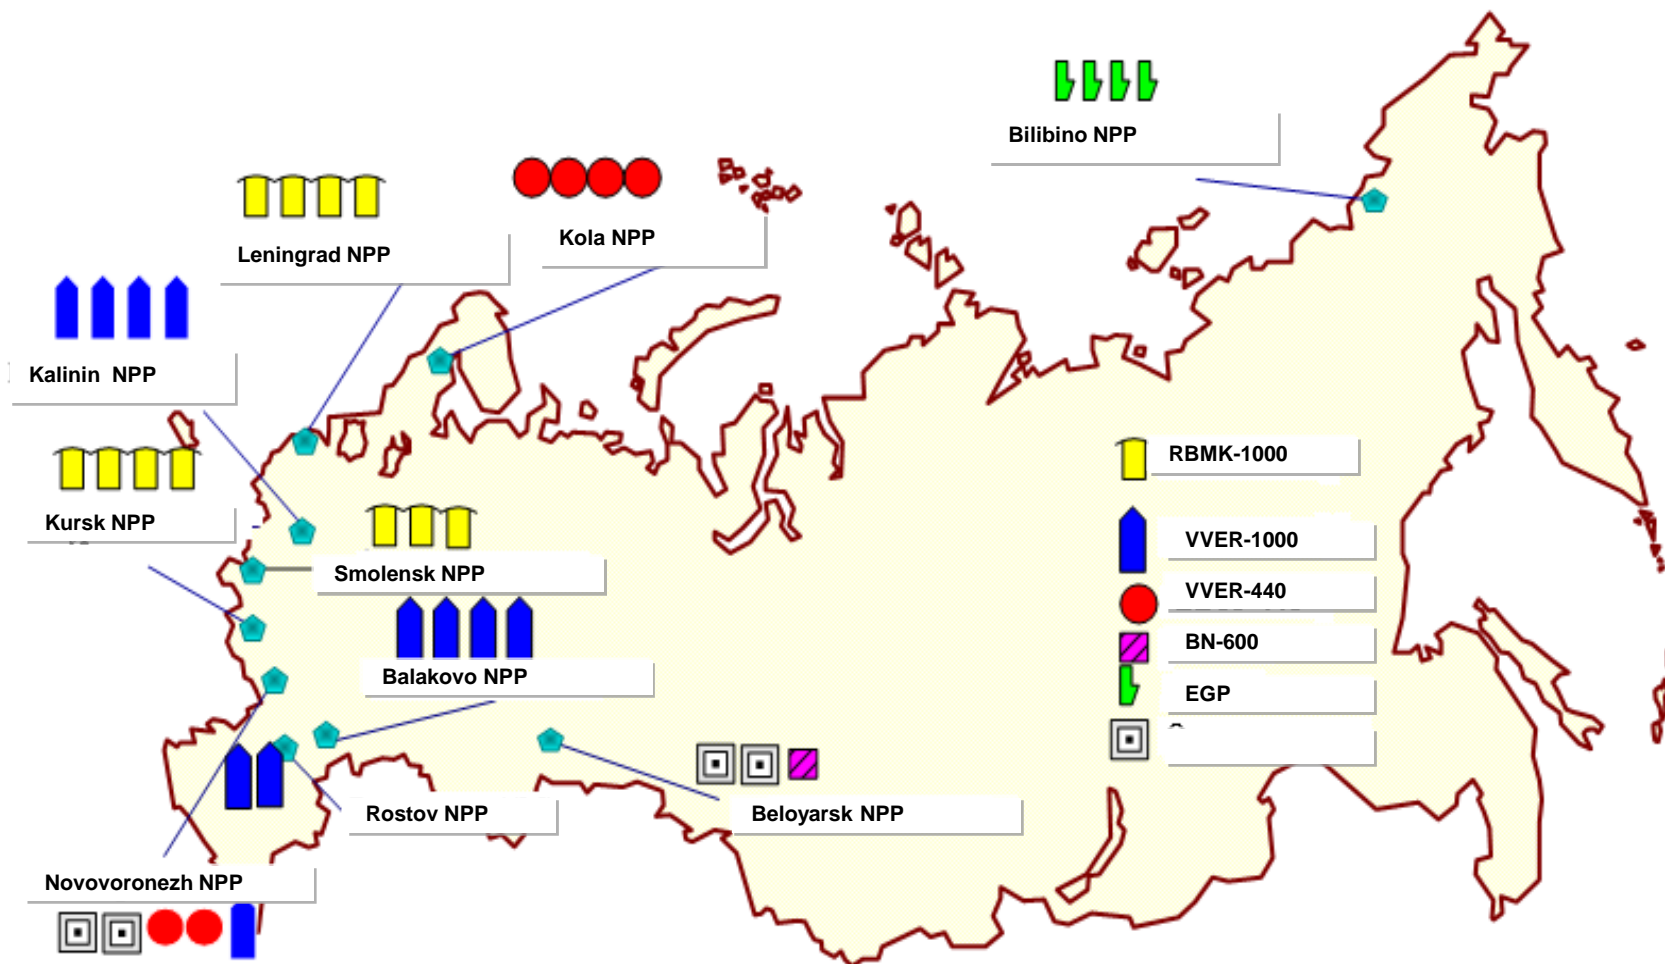 Bilibino NPP
Leningrad NPP
Kola NPP
Kalinin NPP
Kursk NPP
Smolensk NPP
Balakovo NPP
Rostov NPP
Beloyarsk NPP
Novovoronezh NPP
RBMK-1000
VVER-1000
VVER-440
BN-600
EGP